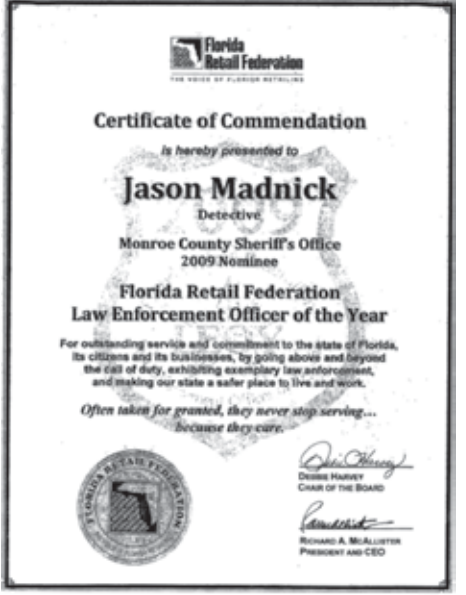 Florida
Retail Federation
THE VOICE OF FLORIDA RETAILING
Certificate of Commendation
is hereby presented to
2009
Jason Madnick
Detective
Monroe County Sheriff's Office
2009 Nominee
Florida Retail Federation
Law Enforcement Officer of the Year
For outstanding service and commitment to the state of Florida,
its citizens and its businesses, by going above and beyond
the call of duty, exhibiting exemplary law enforcement,
and making our state a safer place to live and work.
Often taken for granted, they never stop serving...
because they care.
FLORIDA RETAIL FEDERATION
DEBBIE HARVEY
CHAIR OF THE BOARD
RICHARD A. MCALLISTER
PRESIDENT AND CEO